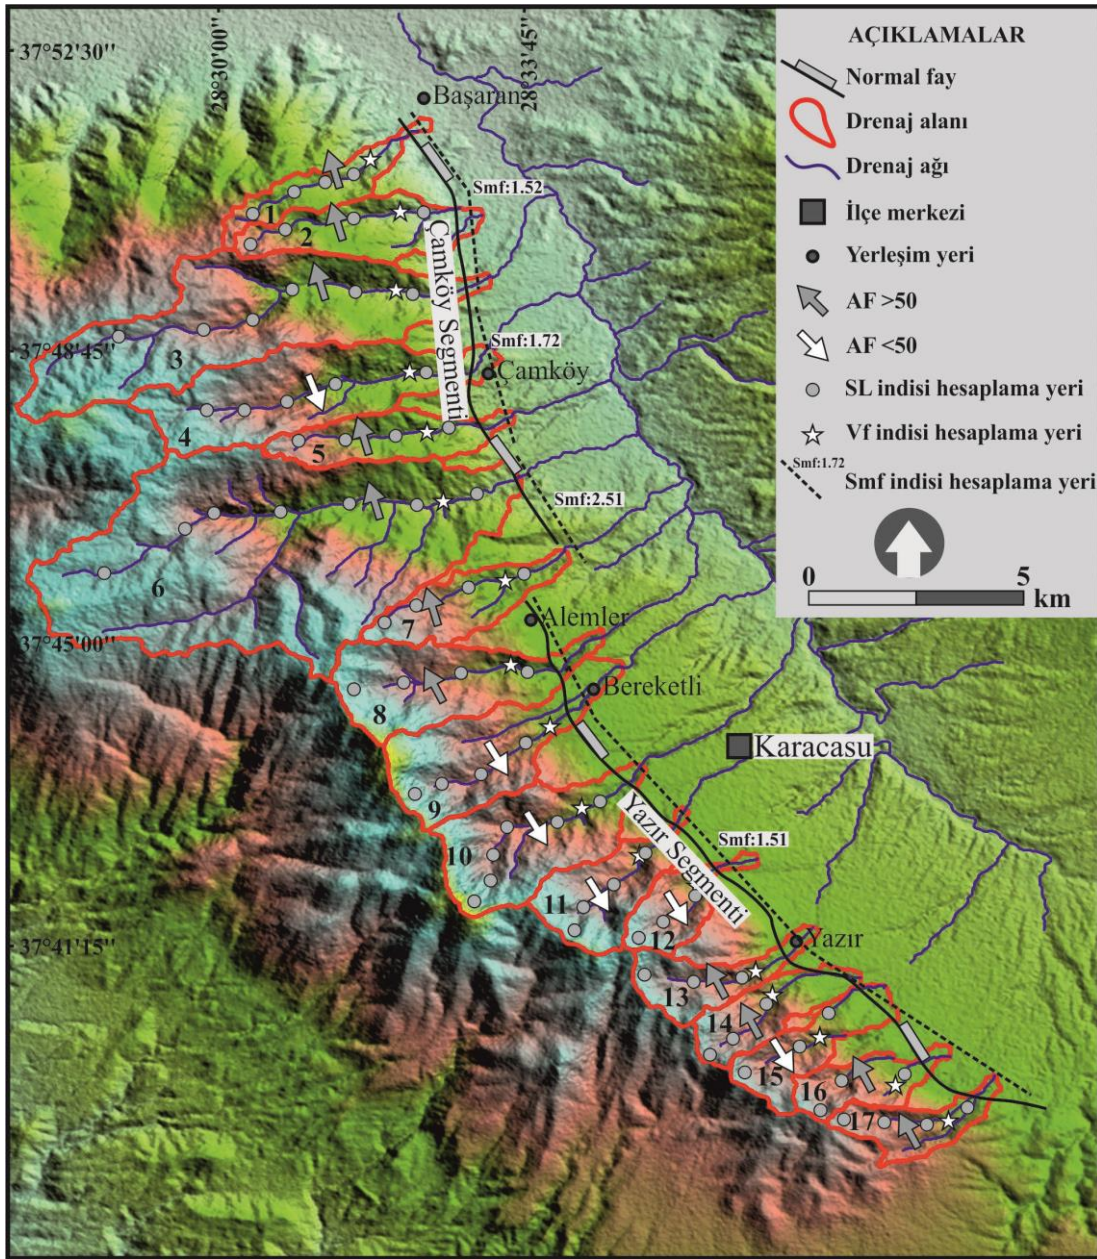 37°52'30''
28°30'00''
28°33'45''
Başaran
Smf:1.52
1
2
Çamköy Segmenti
3
37°48'45''
Smf:1.72
Çamköy
4
5
Smf:2.51
6
7
Alemler
37°45'00''
Bereketli
8
Karacasu
9
Yazır Segmenti
Smf:1.51
10
11
12
37°41'15''
Yazır
13
14
15
16
17
AÇIKLAMALAR
Normal fay
Drenaj alanı
Drenaj ağı
İlçe merkezi
Yerleşim yeri
AF >50
AF <50
SL indisi hesaplama yeri
Vf indisi hesaplama yeri
Smf:1.72
Smf indisi hesaplama yeri
0 5
km